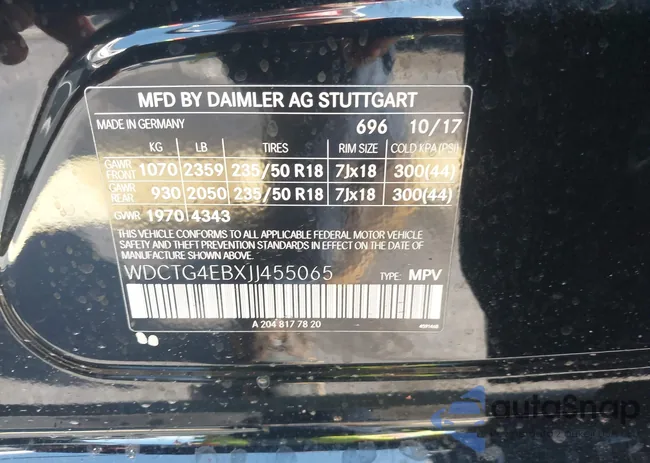 MFD BY DAIMLER AG STUTTGART
MADE IN GERMANY 696 10/17
KG LB TIRES RIM SIZE COLD KPA (PSI)
GAWR FRONT 1070 2359 235/50 R18 7Jx18 300(44)
GAWR REAR 930 2050 235/50 R18 7Jx18 300(44)
GVWR 1970 4343
THIS VEHICLE CONFORMS TO ALL APPLICABLE FEDERAL MOTOR VEHICLE
SAFETY AND THEFT PREVENTION STANDARDS IN EFFECT ON THE DATE
OF MANUFACTURE SHOWN ABOVE.
WDCTG4EBXJJ455065 TYPE: MPV
A 204 817 78 20
autoSnap